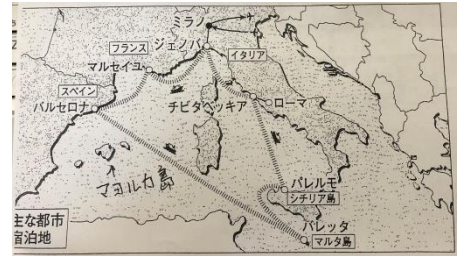 ミラノ
フランス
ジェノバ
イタリア
マルセイユ
スペイン
バルセロナ
チビタベッキア
ローマ
マヨルカ島
パレルモ
シチリア島
バレッタ
マルタ島
主な都市
宿泊地